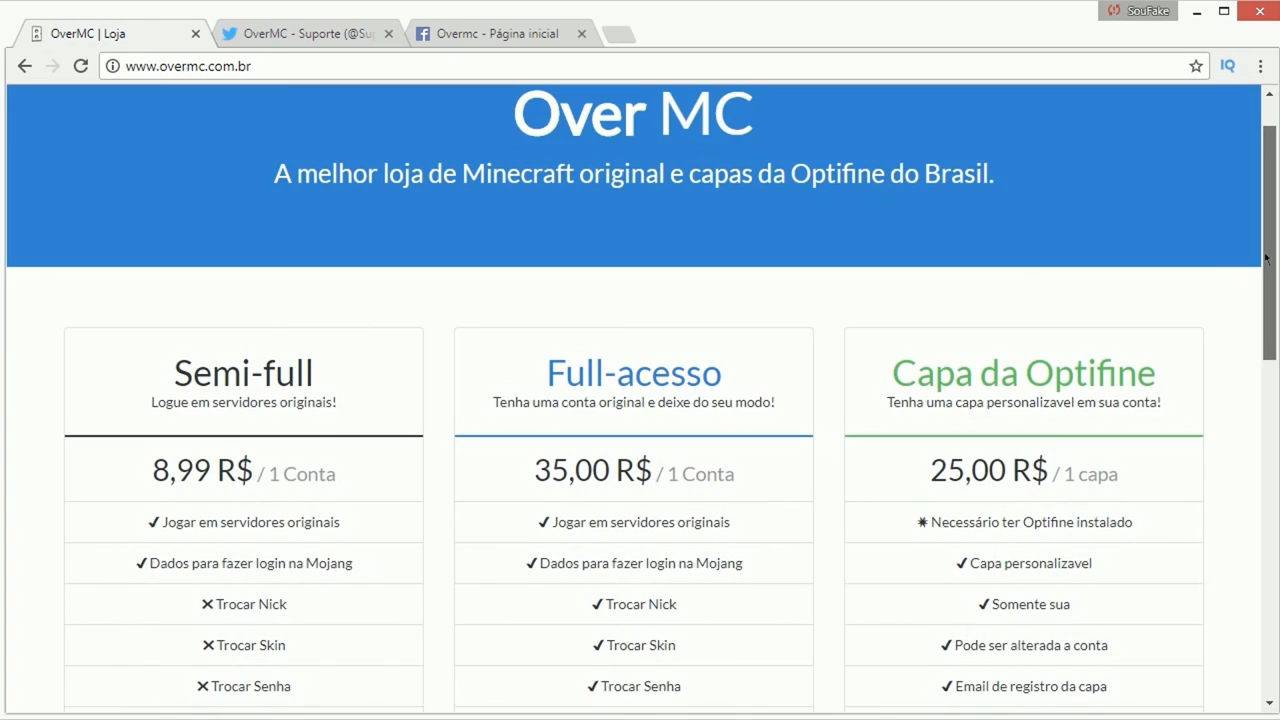 SouFake
OverMC | Loja
OverMC - Suporte (@Su
Overmc - Página inicial
www.overmc.com.br
IQ
Over MC
A melhor loja de Minecraft original e capas da Optifine do Brasil.
Semi-full
Logue em servidores originais!
8,99 R$ / 1 Conta
✔ Jogar em servidores originais
✔ Dados para fazer login na Mojang
✕ Trocar Nick
✕ Trocar Skin
✕ Trocar Senha
Full-acesso
Tenha uma conta original e deixe do seu modo!
35,00 R$ / 1 Conta
✔ Jogar em servidores originais
✔ Dados para fazer login na Mojang
✔ Trocar Nick
✔ Trocar Skin
✔ Trocar Senha
Capa da Optifine
Tenha uma capa personalizavel em sua conta!
25,00 R$ / 1 capa
✷ Necessário ter Optifine instalado
✔ Capa personalizavel
✔ Somente sua
✔ Pode ser alterada a conta
✔ Email de registro da capa